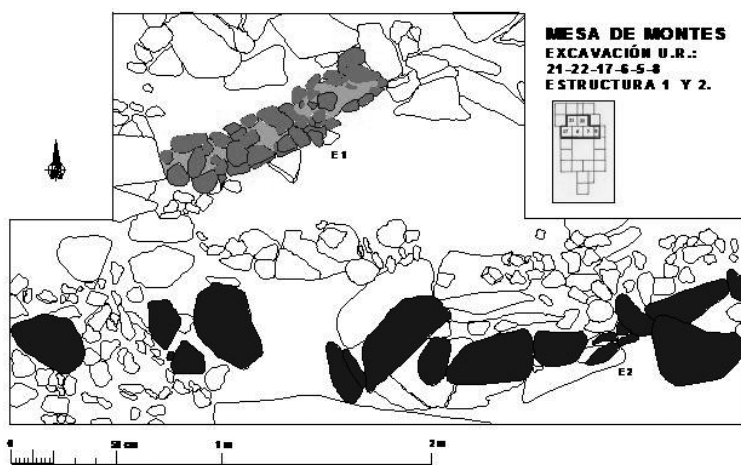 MESA DE MONTES
EXCAVACIÓN U.R.:
21-22-17-6-5-8
ESTRUCTURA 1 Y 2.
E1
E2
0 50 cm 1 m 2 m